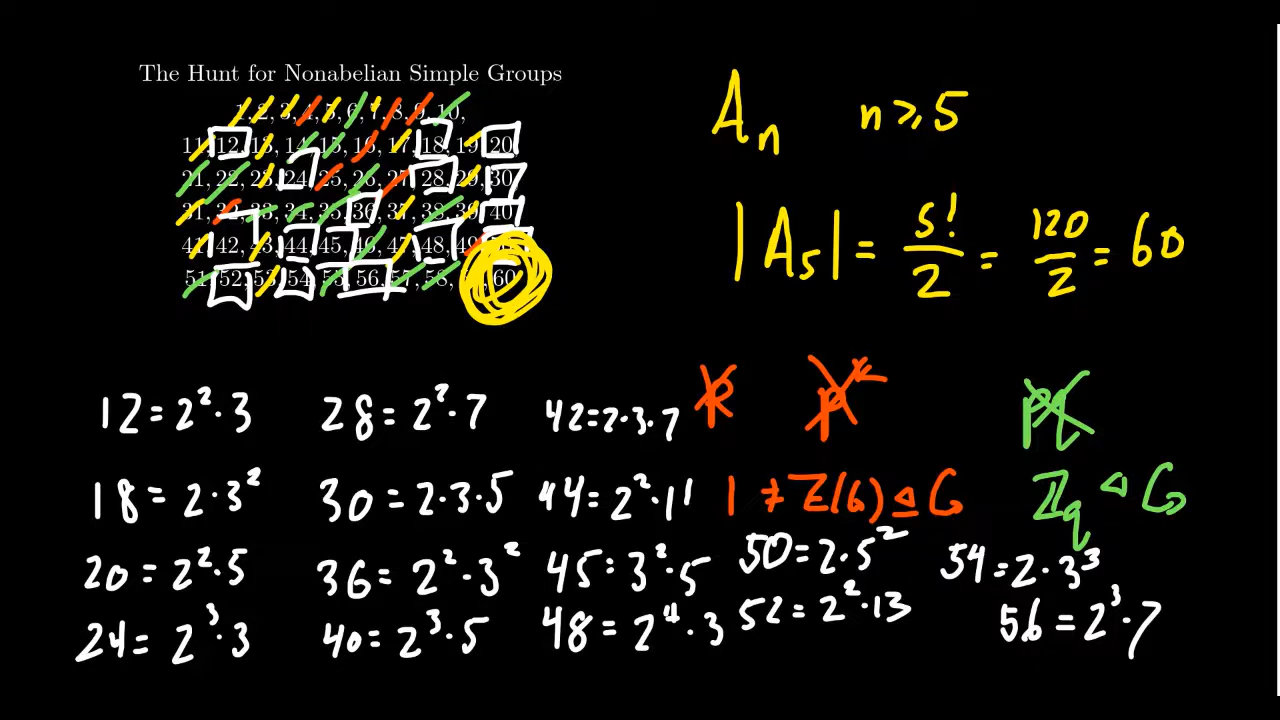 The Hunt for Nonabelian Simple Groups
1, 2, 3, 4, 5, 6, 7, 8, 9, 10,
11, 12, 13, 14, 15, 16, 17, 18, 19, 20
21, 22, 23, 24, 25, 26, 27, 28, 29, 30
31, 32, 33, 34, 35, 36, 37, 38, 39, 40
41, 42, 43, 44, 45, 46, 47, 48, 49,
51, 52, 53, 54, 55, 56, 57, 58, 60
Aₙ n ≥ 5
|A₅| = 5!/2 = 120/2 = 60
12 = 2² · 3 28 = 2² · 7 42 = 2 · 3 · 7 p pᵏ pq
18 = 2 · 3² 30 = 2 · 3 · 5 44 = 2² · 11 1 ≠ Z(G) ⊴ G ℤq ◁ G
20 = 2² · 5 36 = 2² · 3² 45 = 3² · 5 50 = 2 · 5² 54 = 2 · 3³
24 = 2³ · 3 40 = 2³ · 5 48 = 2⁴ · 3 52 = 2² · 13 56 = 2³ · 7